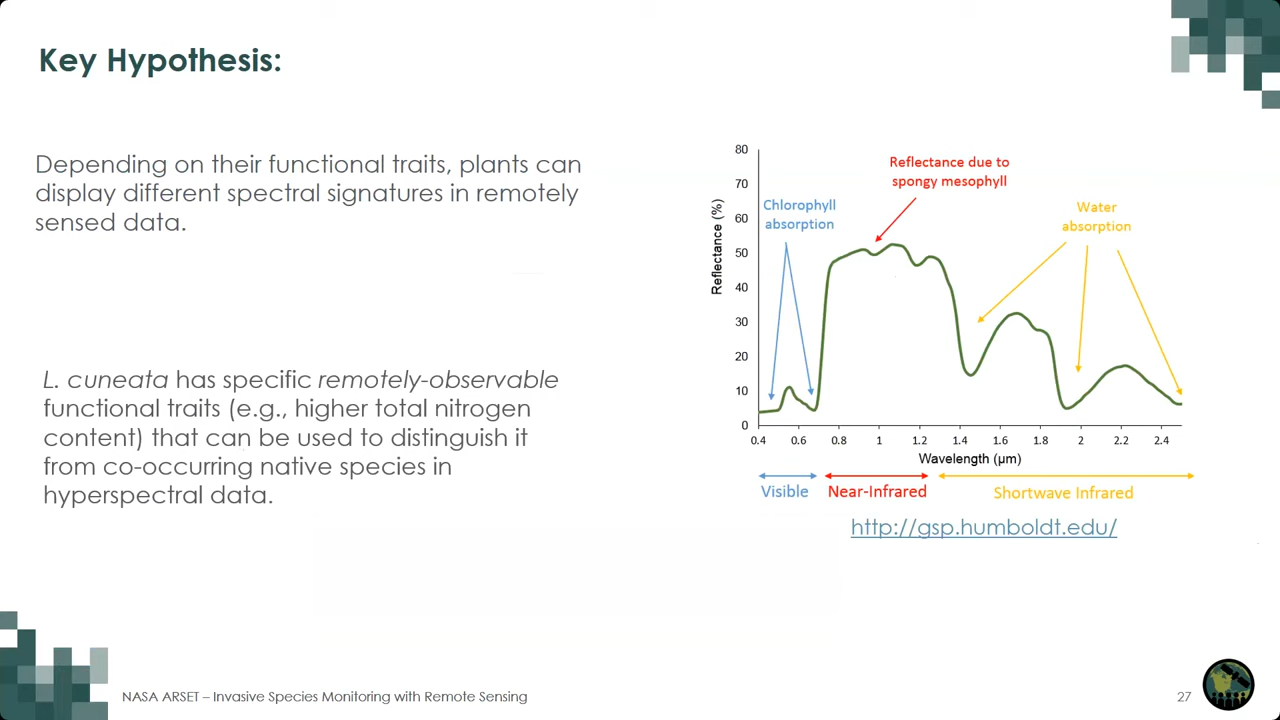 Key Hypothesis:
Depending on their functional traits, plants can
display different spectral signatures in remotely
sensed data.
L. cuneata has specific remotely-observable
functional traits (e.g., higher total nitrogen
content) that can be used to distinguish it
from co-occurring native species in
hyperspectral data.
80
70
60
50
40
30
20
10
0
Reflectance (%)
Chlorophyll
absorption
Reflectance due to
spongy mesophyll
Water
absorption
0.4 0.6 0.8 1 1.2 1.4 1.6 1.8 2 2.2 2.4
Wavelength (μm)
Visible Near-Infrared Shortwave Infrared
http://gsp.humboldt.edu/
NASA ARSET – Invasive Species Monitoring with Remote Sensing
27